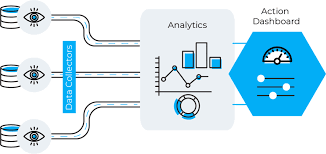 Analytics
Action
Dashboard
Data Collectors